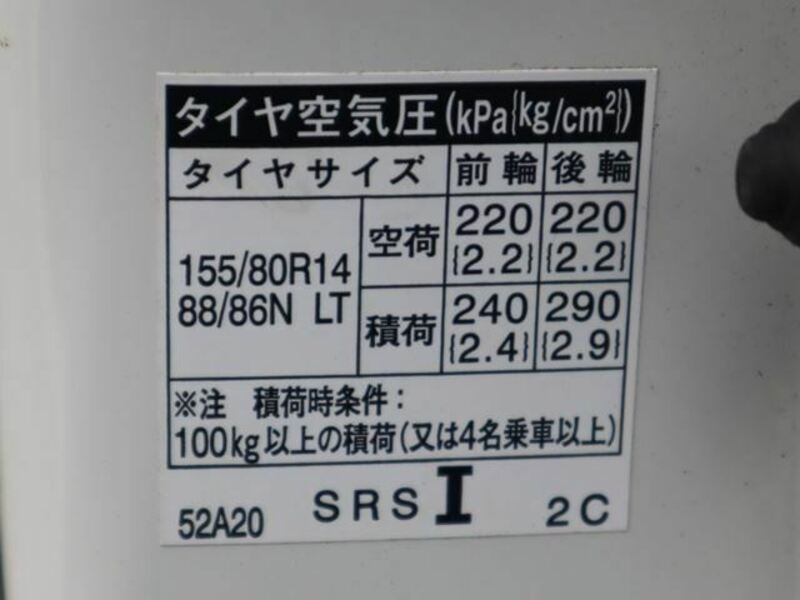 タイヤ空気圧(kPa{kg/cm²})
タイヤサイズ 前輪 後輪
155/80R14
88/86N LT
空荷 220 {2.2} 220 {2.2}
積荷 240 {2.4} 290 {2.9}
※注 積荷時条件:
100kg以上の積荷(又は4名乗車以上)
52A20 SRS I 2C